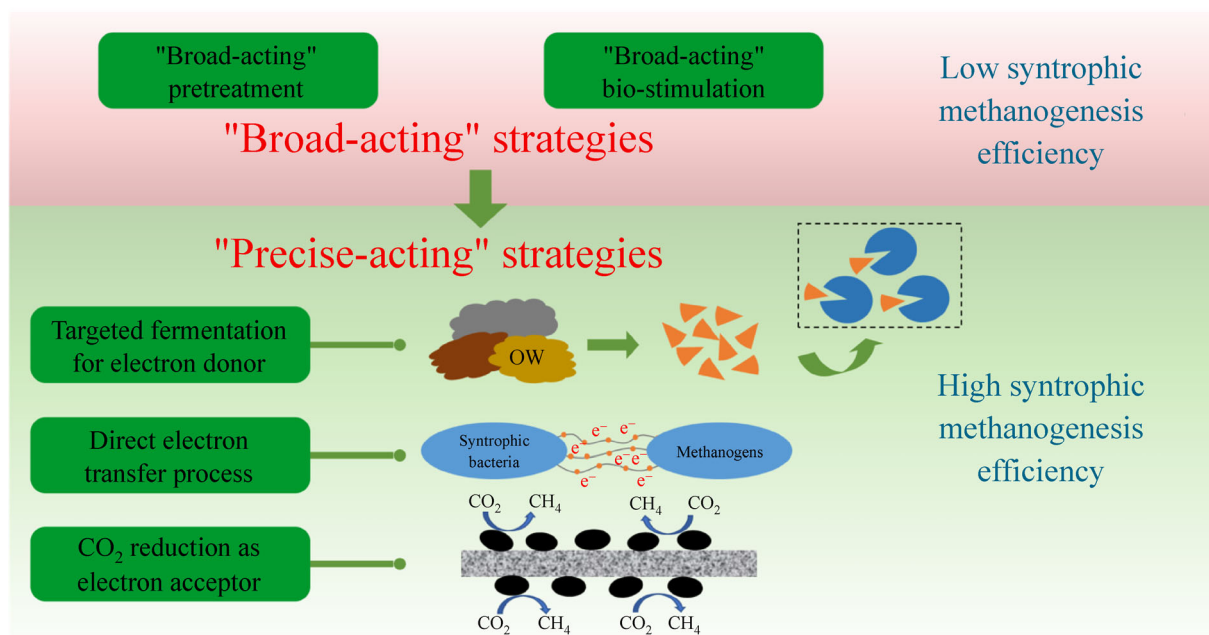 "Broad-acting"
pretreatment
"Broad-acting"
bio-stimulation
"Broad-acting" strategies
Low syntrophic
methanogenesis
efficiency
"Precise-acting" strategies
Targeted fermentation
for electron donor
OW
Direct electron
transfer process
Syntrophic
bacteria
e⁻ e⁻
e⁻ e⁻e⁻
e⁻ e⁻
Methanogens
High syntrophic
methanogenesis
efficiency
CO₂ reduction as
electron acceptor
CO₂ CH₄ CH₄ CO₂
CO₂ CH₄ CO₂ CH₄